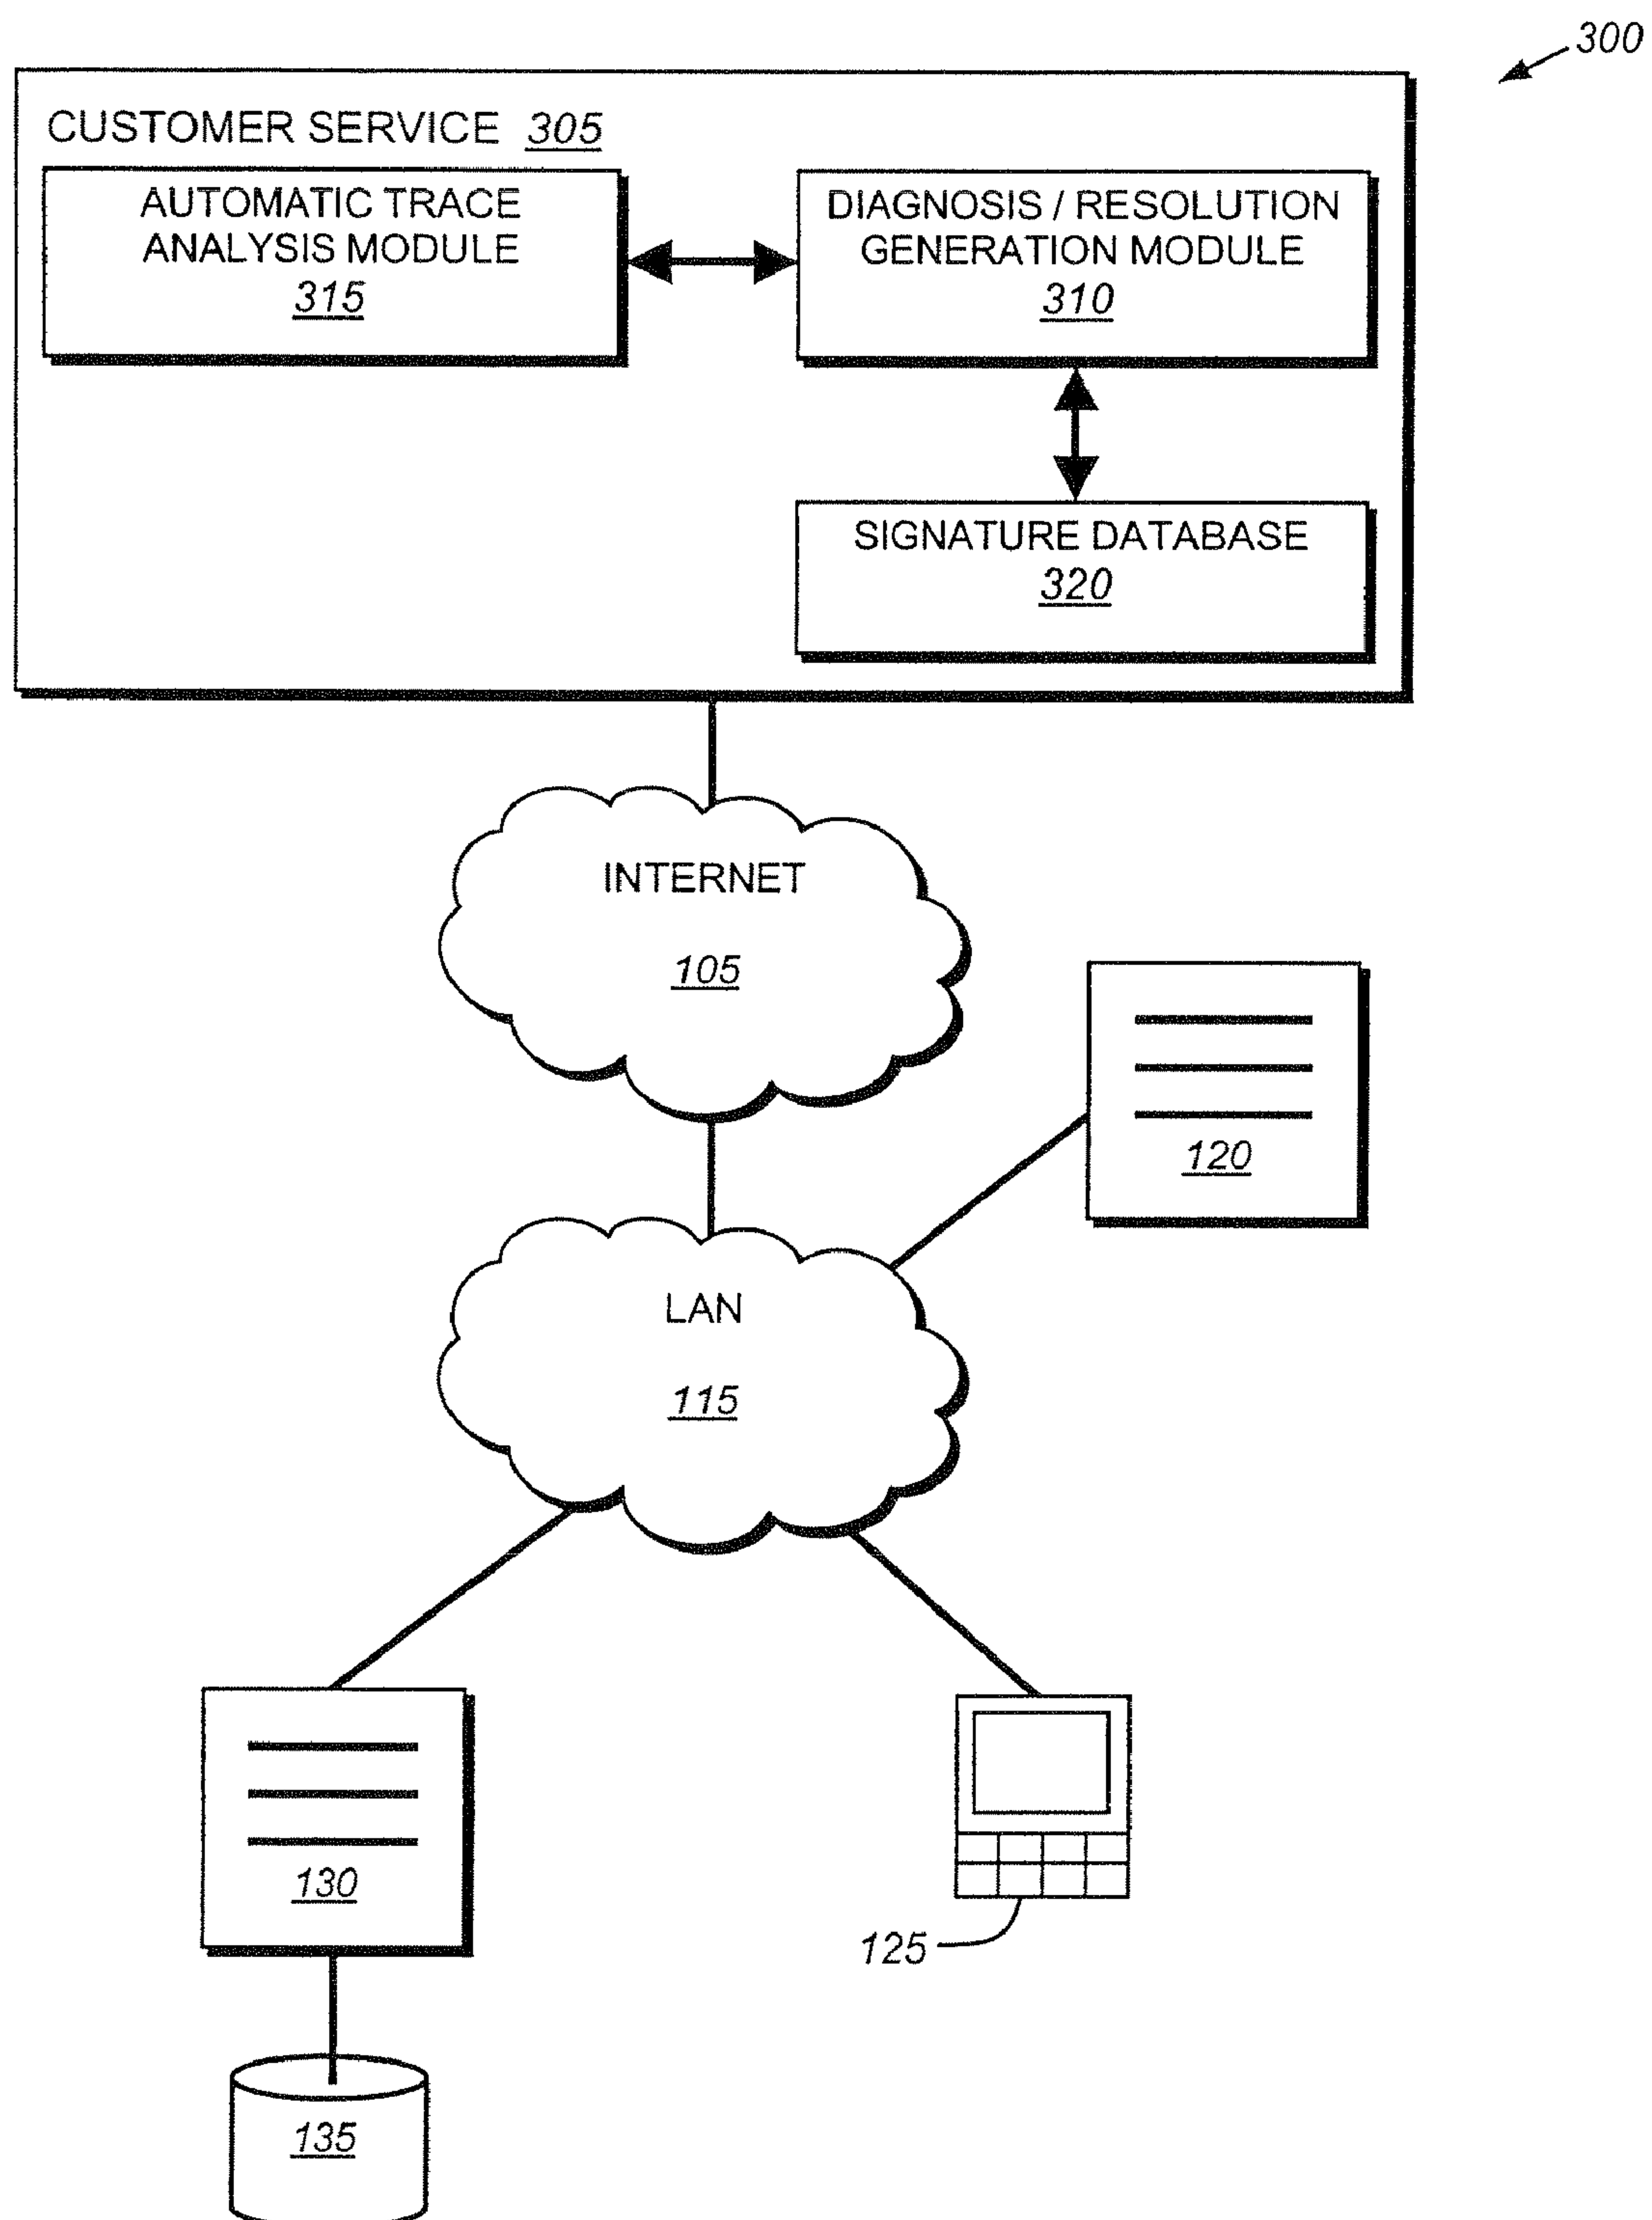 300
CUSTOMER SERVICE 305
AUTOMATIC TRACE
ANALYSIS MODULE
315
DIAGNOSIS / RESOLUTION
GENERATION MODULE
310
SIGNATURE DATABASE
320
INTERNET
105
120
LAN
115
130
125
135